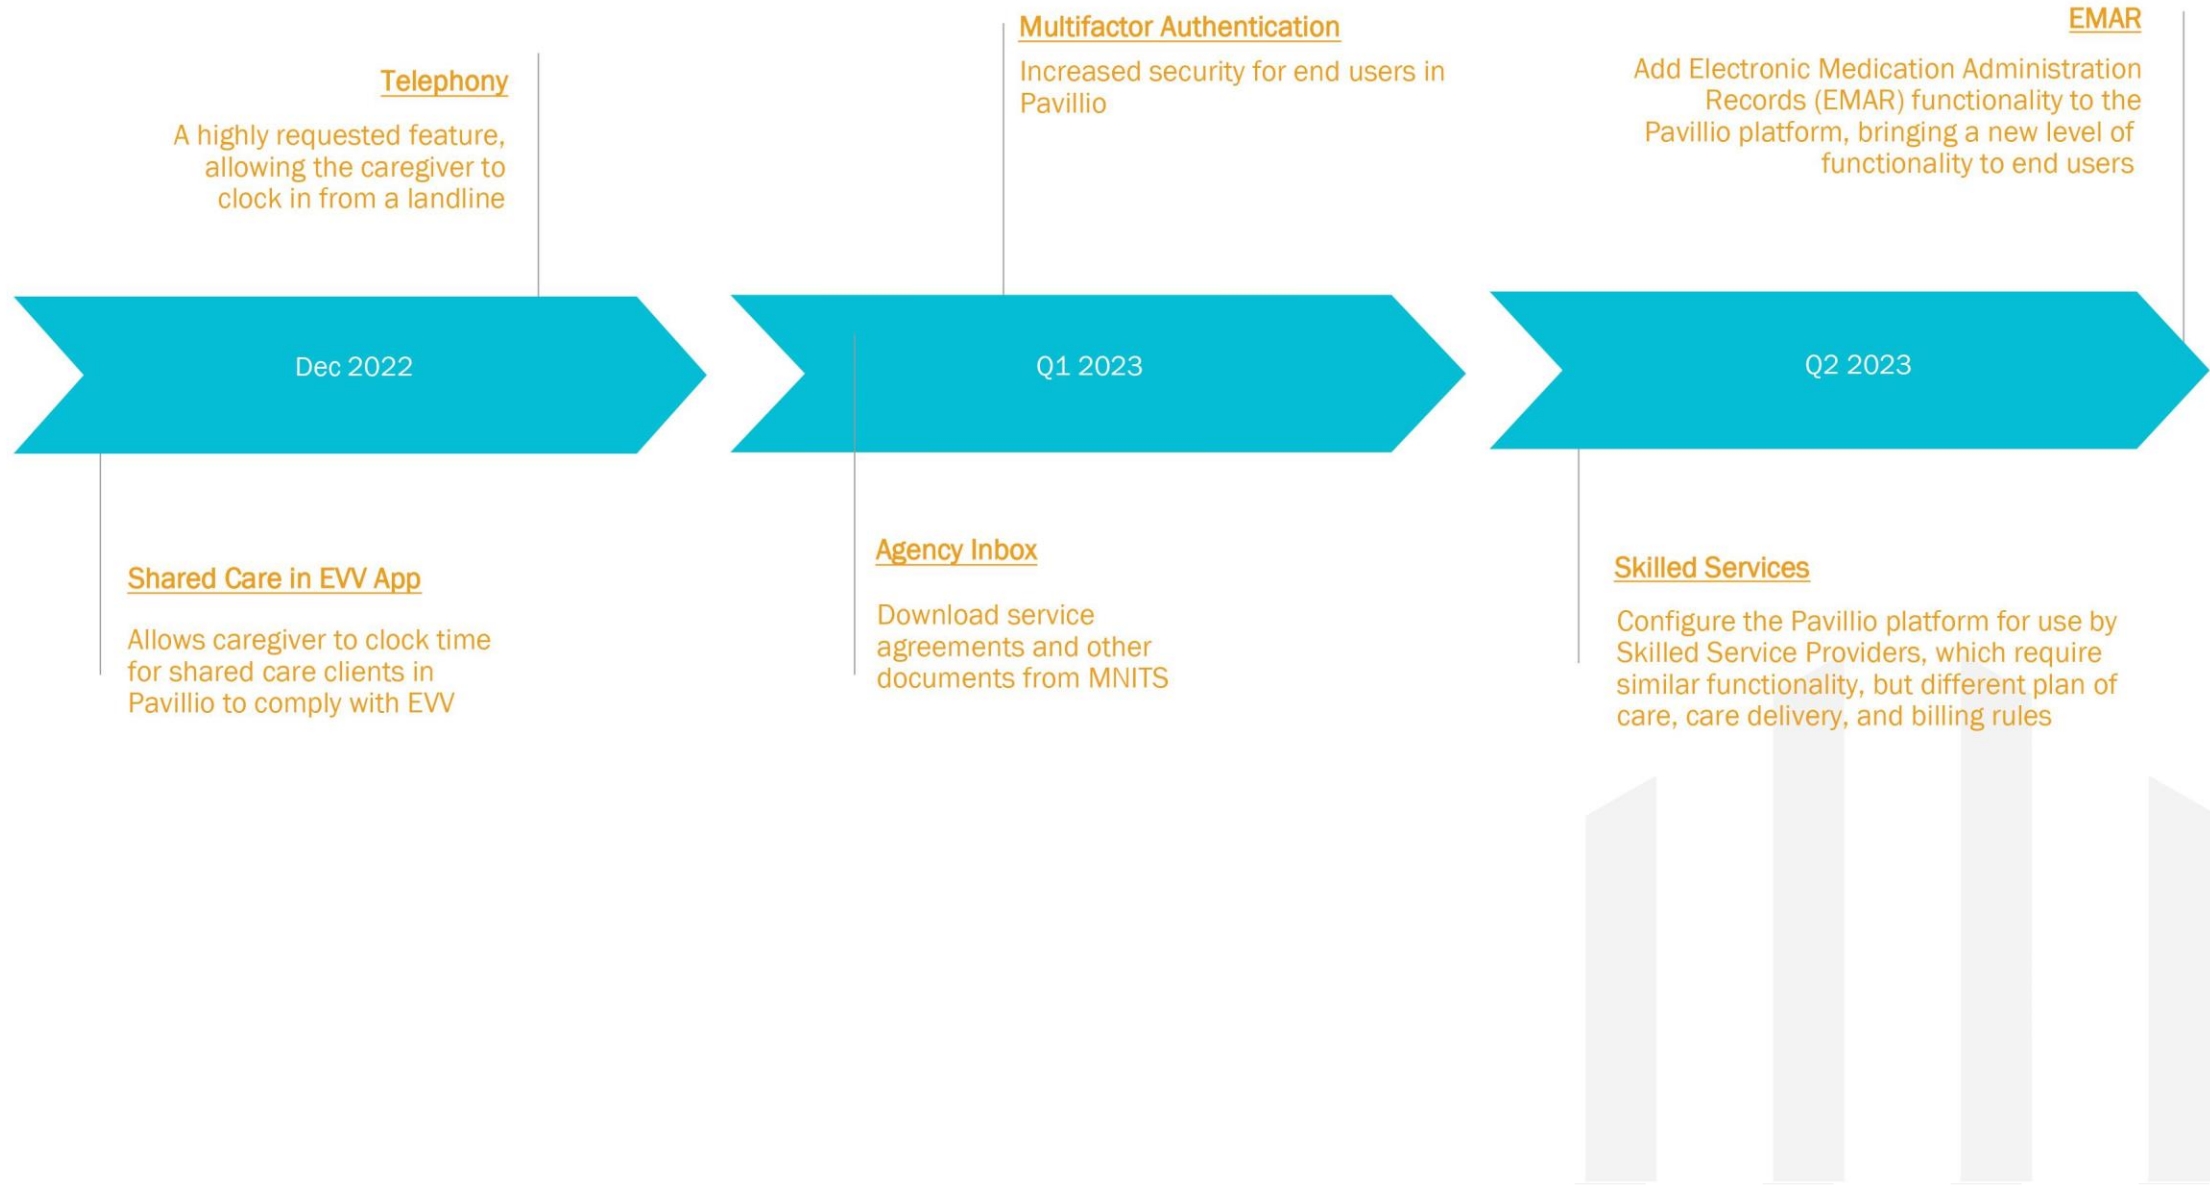 Telephony
A highly requested feature,
allowing the caregiver to
clock in from a landline
Dec 2022
Shared Care in EVV App
Allows caregiver to clock time
for shared care clients in
Pavillio to comply with EVV
Multifactor Authentication
Increased security for end users in
Pavillio
Q1 2023
Agency Inbox
Download service
agreements and other
documents from MNITS
EMAR
Add Electronic Medication Administration
Records (EMAR) functionality to the
Pavillio platform, bringing a new level of
functionality to end users
Q2 2023
Skilled Services
Configure the Pavillio platform for use by
Skilled Service Providers, which require
similar functionality, but different plan of
care, care delivery, and billing rules